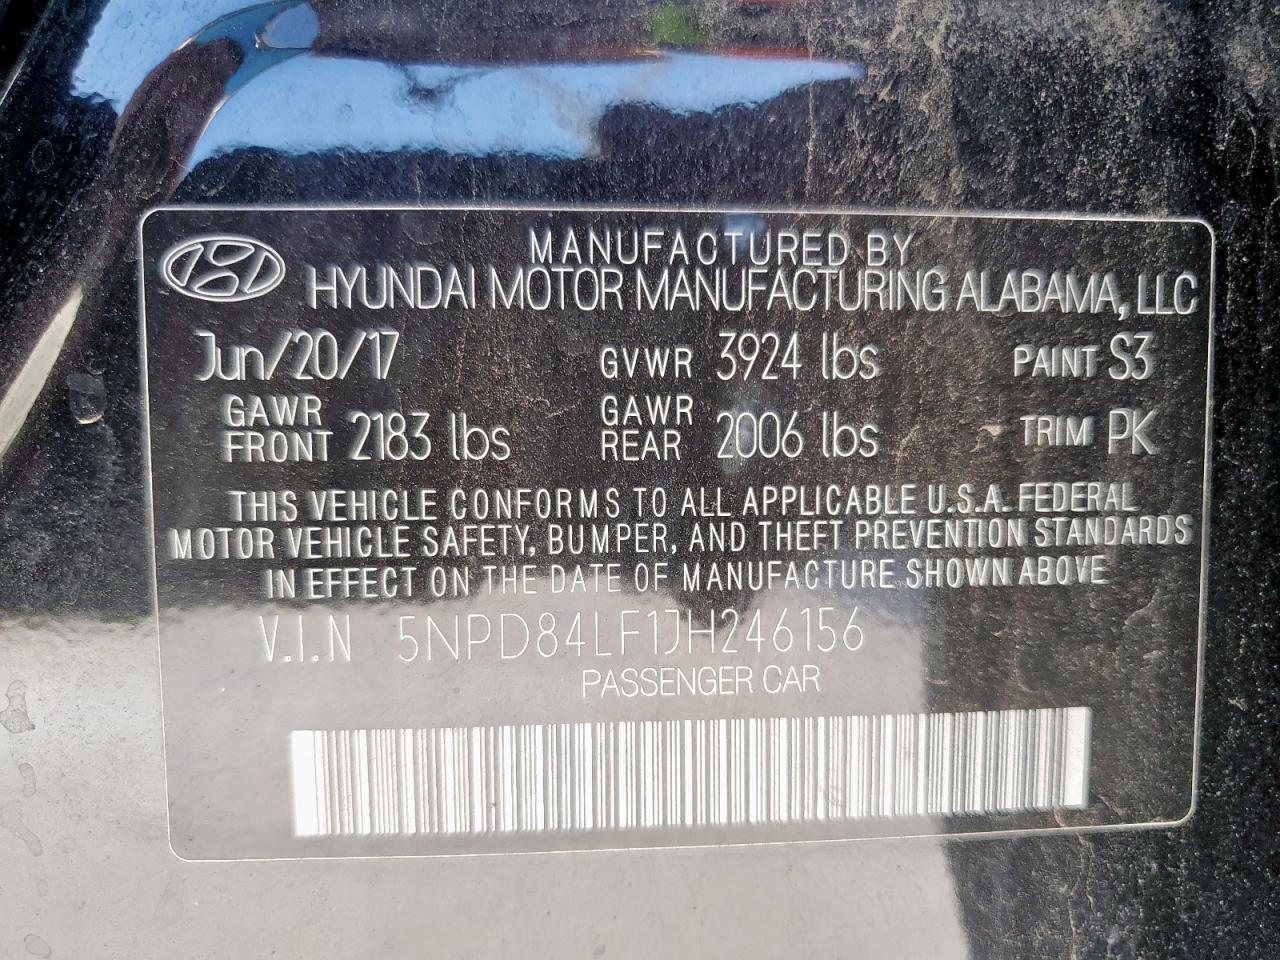 MANUFACTURED BY
HYUNDAI MOTOR MANUFACTURING ALABAMA, LLC
Jun/20/17 GVWR 3924 lbs PAINT S3
GAWR FRONT 2183 lbs GAWR REAR 2006 lbs TRIM PK
THIS VEHICLE CONFORMS TO ALL APPLICABLE U.S.A. FEDERAL
MOTOR VEHICLE SAFETY, BUMPER, AND THEFT PREVENTION STANDARDS
IN EFFECT ON THE DATE OF MANUFACTURE SHOWN ABOVE
V.I.N 5NPD84LF1JH246156
PASSENGER CAR